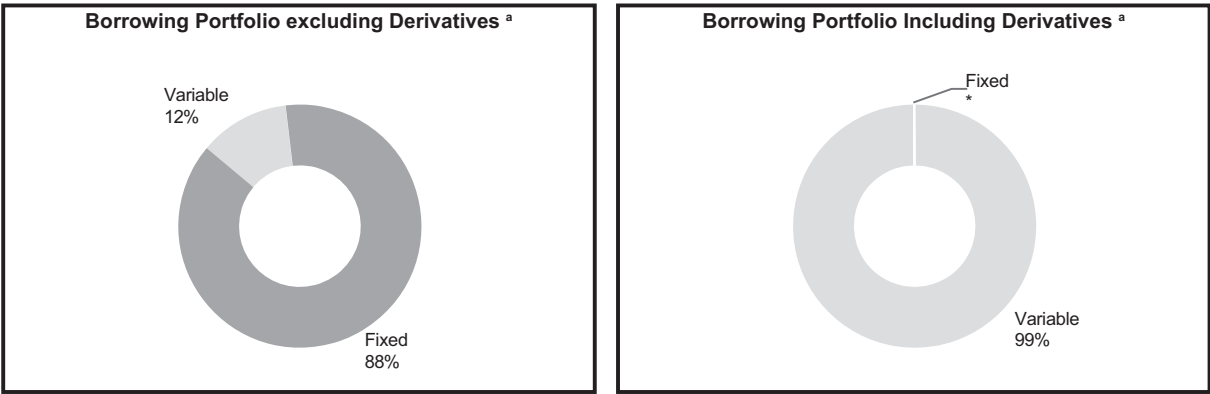 Borrowing Portfolio excluding Derivatives ª
Variable
12%
Fixed
88%
Borrowing Portfolio Including Derivatives ª
Fixed
*
Variable
99%